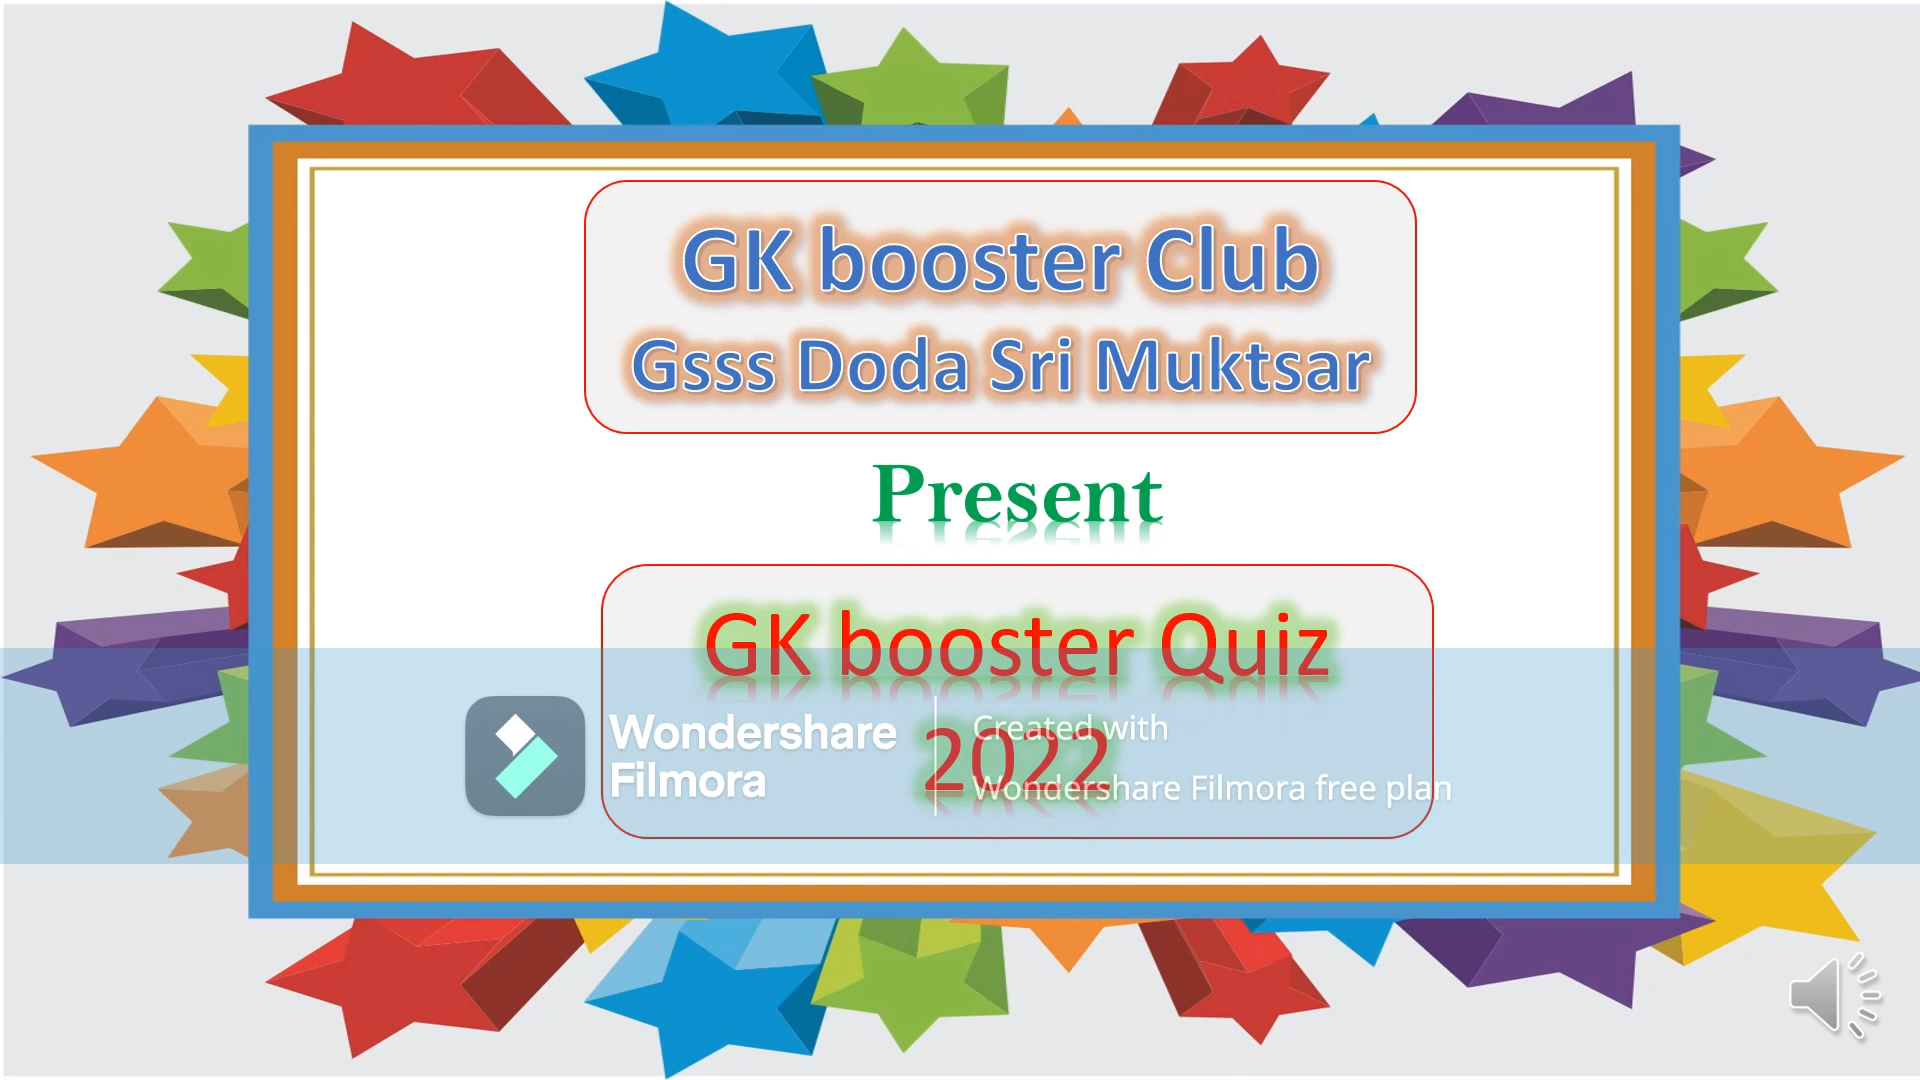 GK booster Club
Gsss Doda Sri Muktsar
Present
GK booster Quiz
2022
Wondershare
Filmora
Created with
Wondershare Filmora free plan